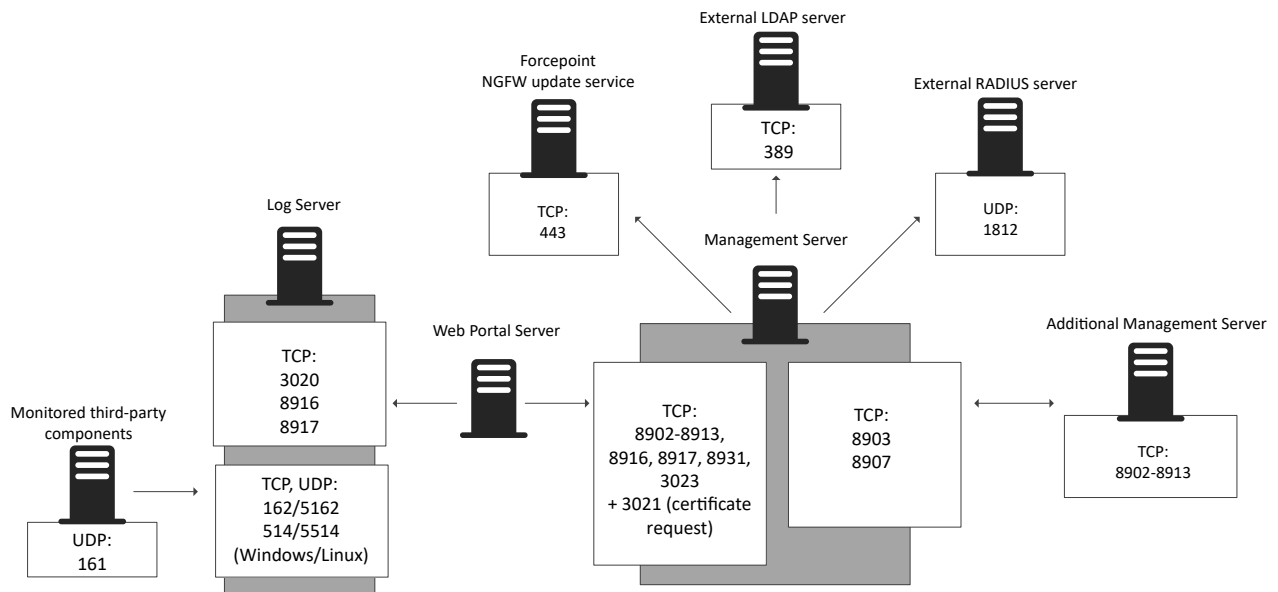 External LDAP server
TCP:
389
Forcepoint
NGFW update service
TCP:
443
External RADIUS server
UDP:
1812
Log Server
TCP:
3020
8916
8917
TCP, UDP:
162/5162
514/5514
(Windows/Linux)
Monitored third-party
components
UDP:
161
Web Portal Server
Management Server
TCP:
8902-8913,
8916, 8917, 8931,
3023
+ 3021 (certificate
request)
TCP:
8903
8907
Additional Management Server
TCP:
8902-8913